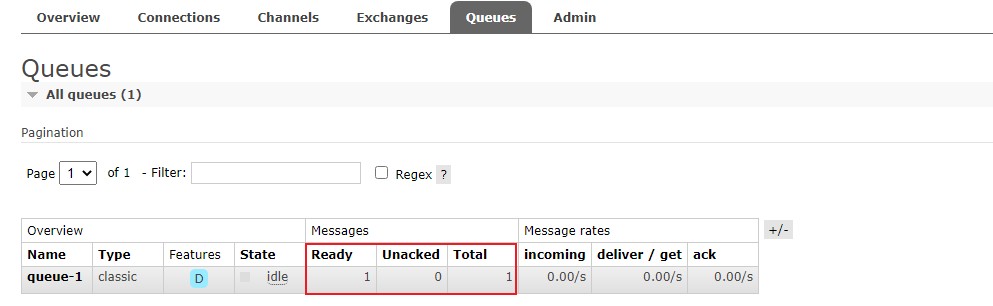 Overview Connections Channels Exchanges Queues Admin
Queues
All queues (1)
Pagination
Page 1 of 1 - Filter: Regex ?
Overview Messages Message rates +/-
Name Type Features State Ready Unacked Total incoming deliver / get ack
queue-1 classic D idle 1 0 1 0.00/s 0.00/s 0.00/s